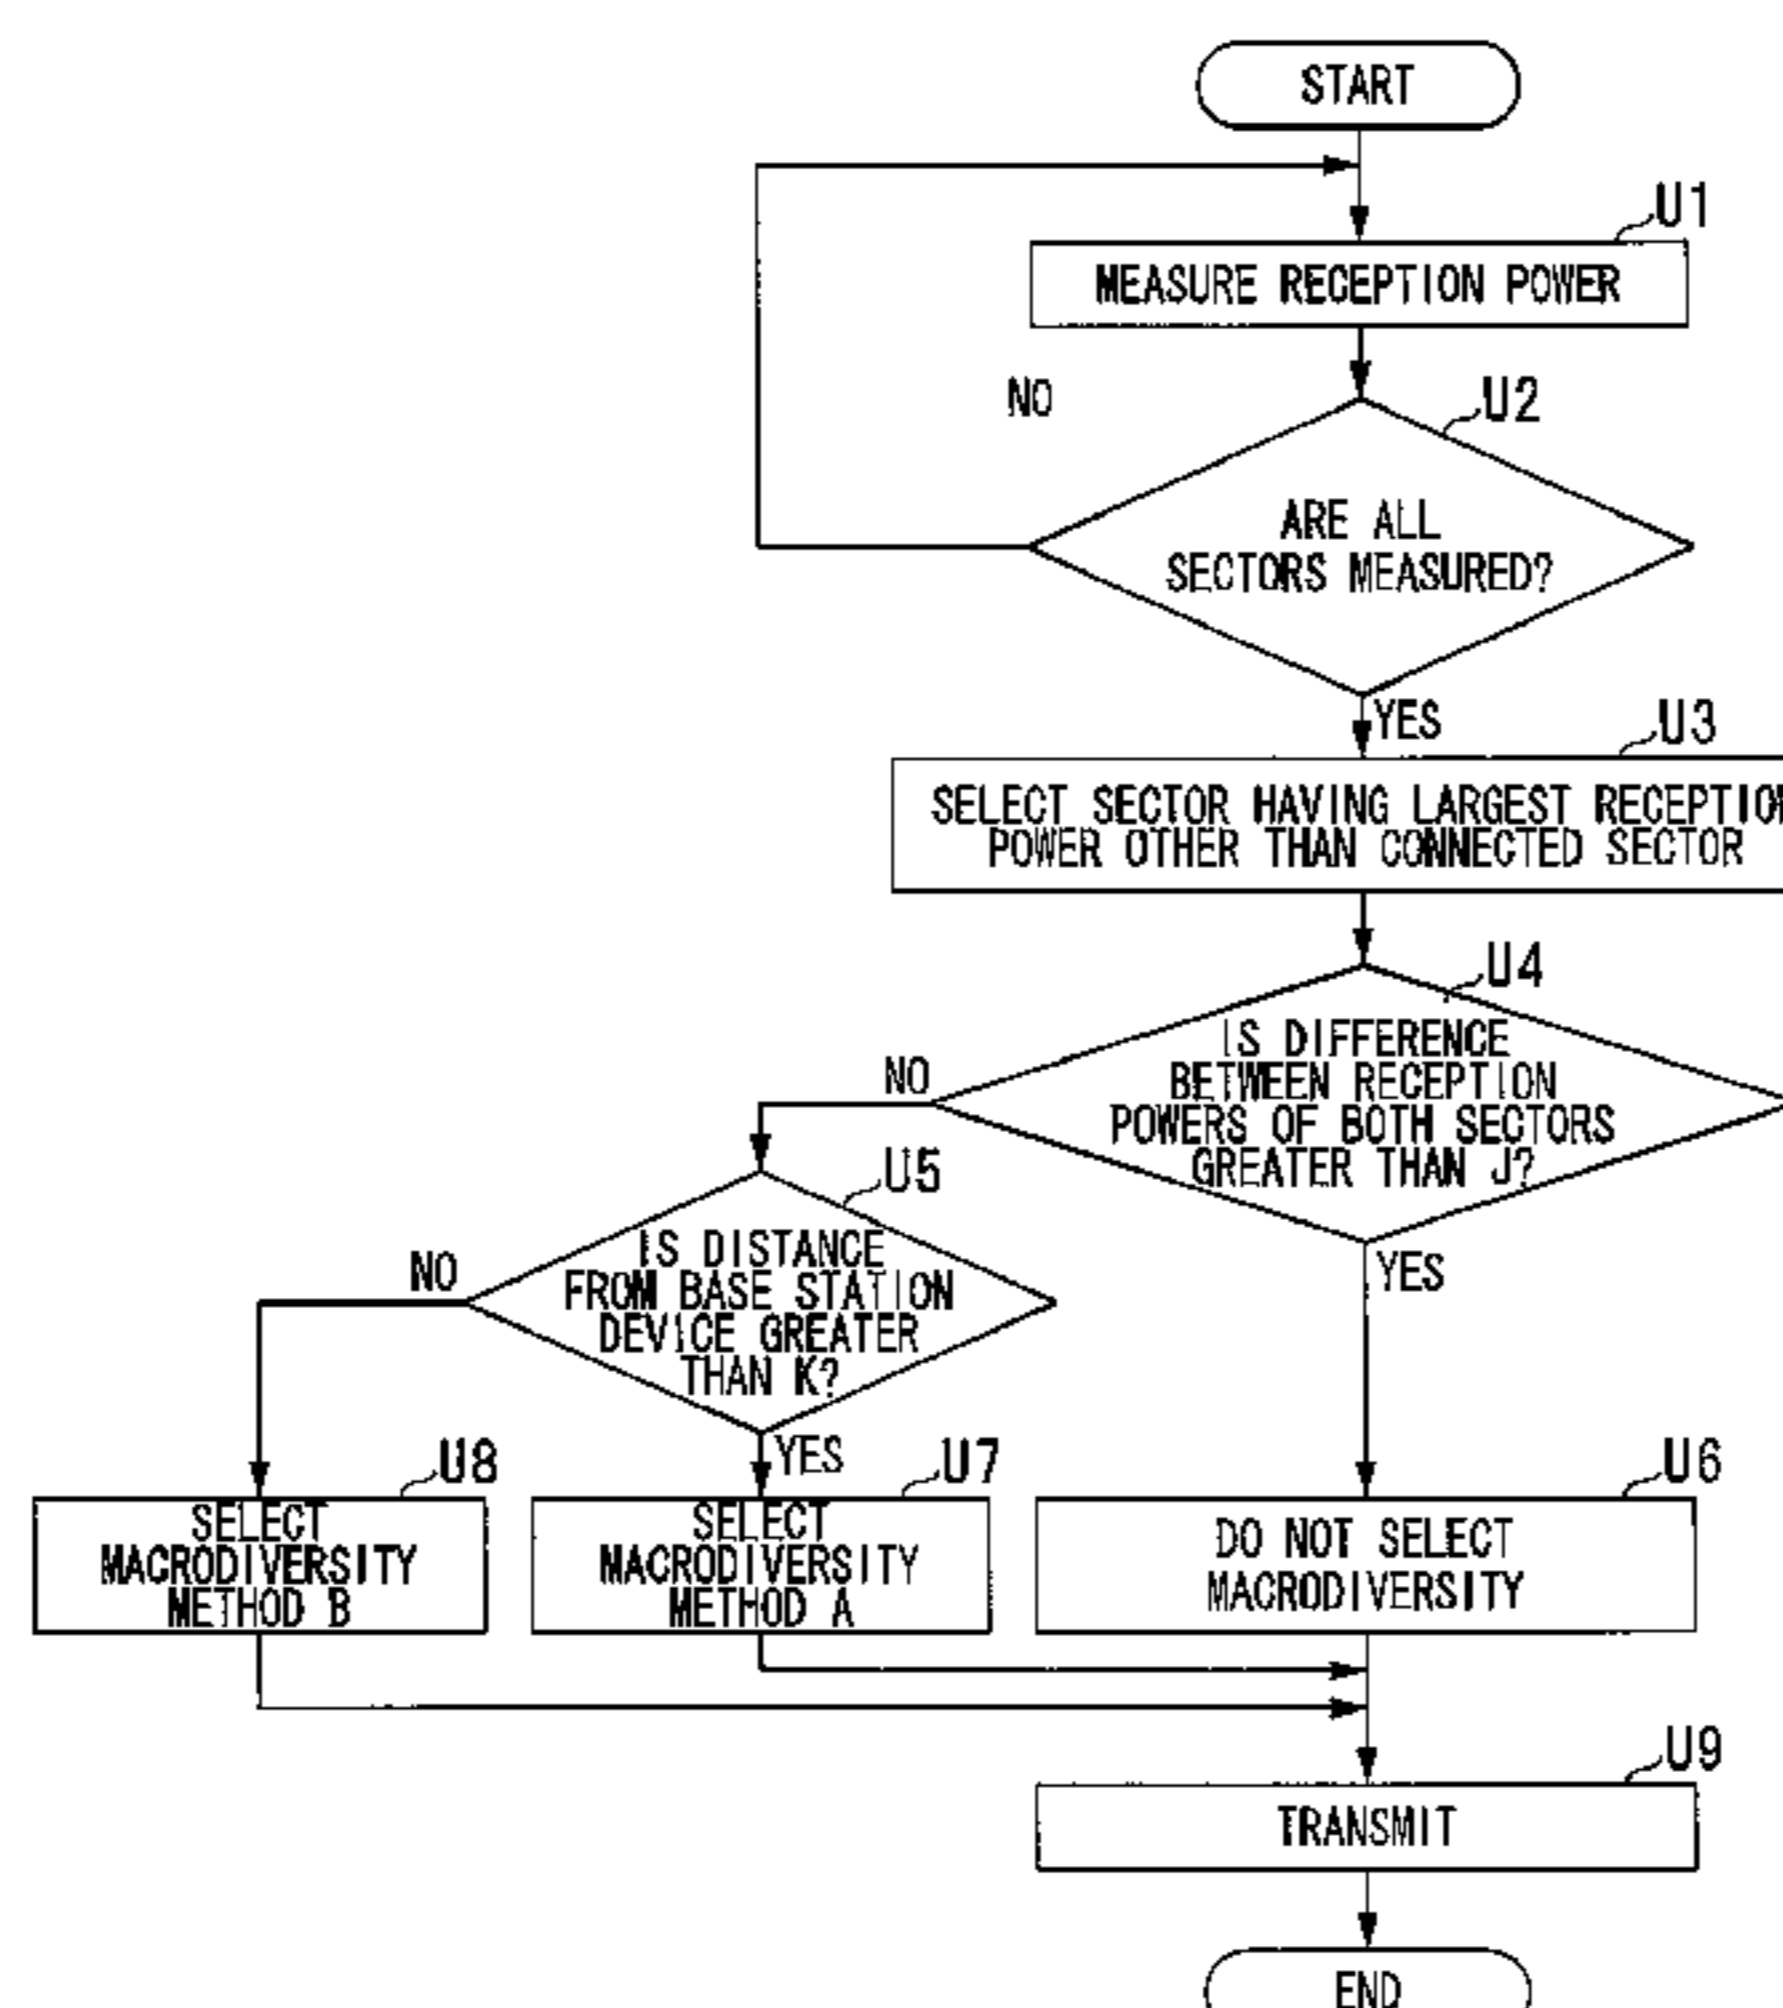 START
U1
MEASURE RECEPTION POWER
NO
U2
ARE ALL
SECTORS MEASURED?
YES
U3
SELECT SECTOR HAVING LARGEST RECEPTION
POWER OTHER THAN CONNECTED SECTOR
U4
IS DIFFERENCE
BETWEEN RECEPTION
POWERS OF BOTH SECTORS
GREATER THAN J?
NO
YES
U5
IS DISTANCE
FROM BASE STATION
DEVICE GREATER
THAN K?
NO
YES
U8
SELECT
MACRODIVERSITY
METHOD B
U7
SELECT
MACRODIVERSITY
METHOD A
U6
DO NOT SELECT
MACRODIVERSITY
U9
TRANSMIT
END